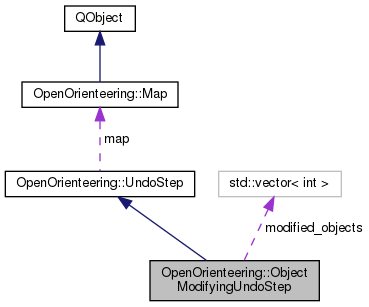 QObject
OpenOrienteering::Map
map
OpenOrienteering::UndoStep
std::vector< int >
modified_objects
OpenOrienteering::Object
ModifyingUndoStep